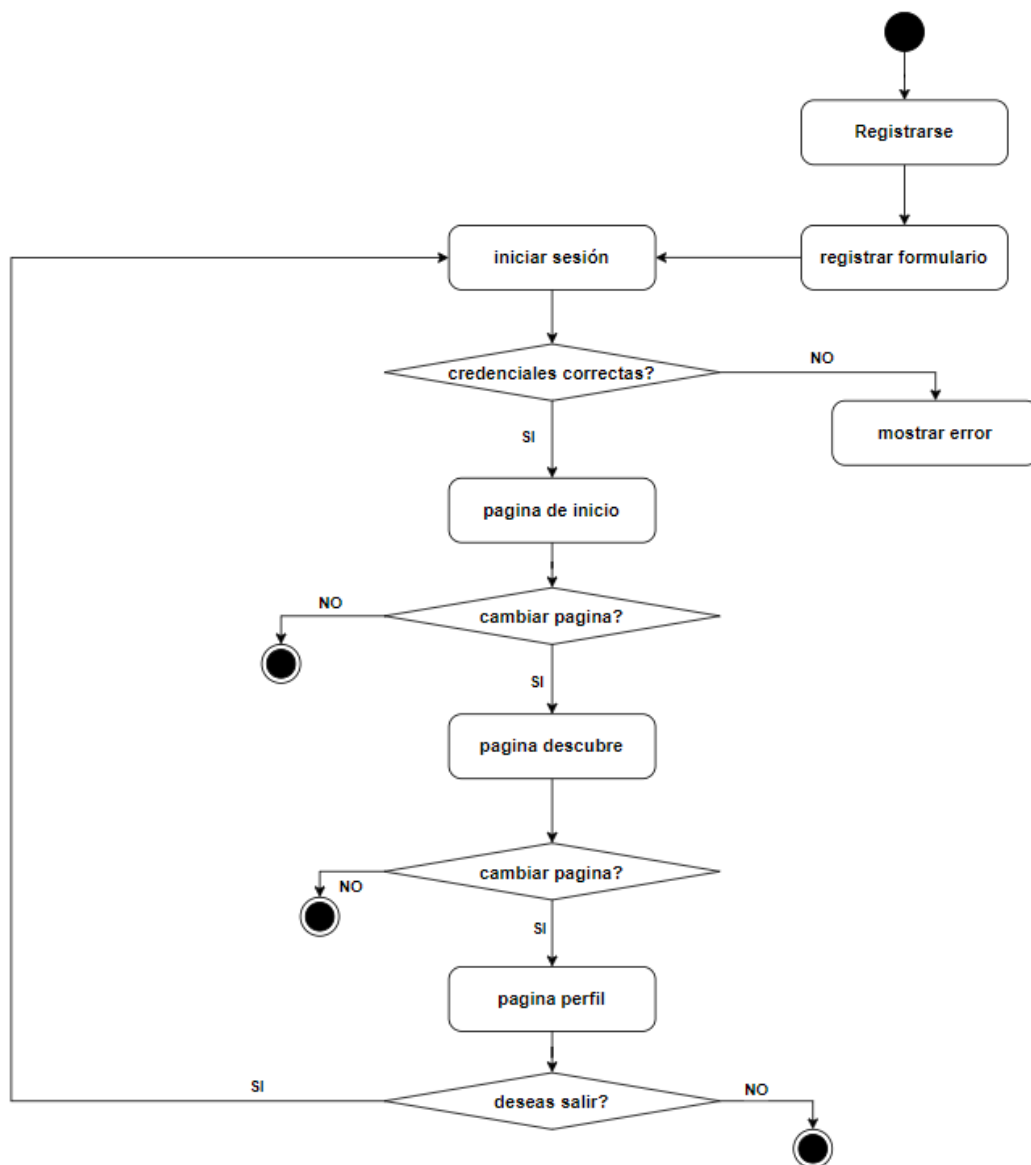 Registrarse
iniciar sesión
registrar formulario
credenciales correctas?
NO
mostrar error
SI
pagina de inicio
NO
cambiar pagina?
SI
pagina descubre
cambiar pagina?
NO
SI
pagina perfil
SI
deseas salir?
NO